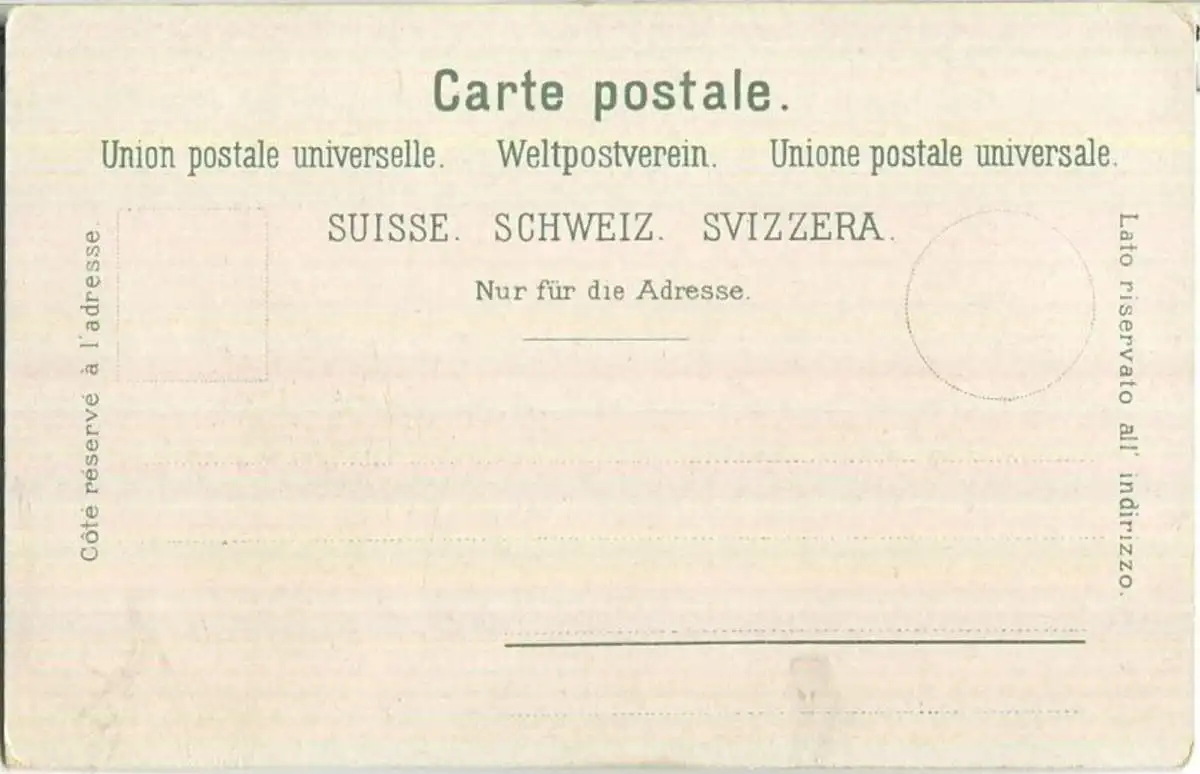 Carte postale.
Union postale universelle. Weltpostverein. Unione postale universale.
SUISSE. SCHWEIZ. SVIZZERA.
Nur für die Adresse.
Côté réservé à l'adresse.
Lato riservato all' indirizzo.